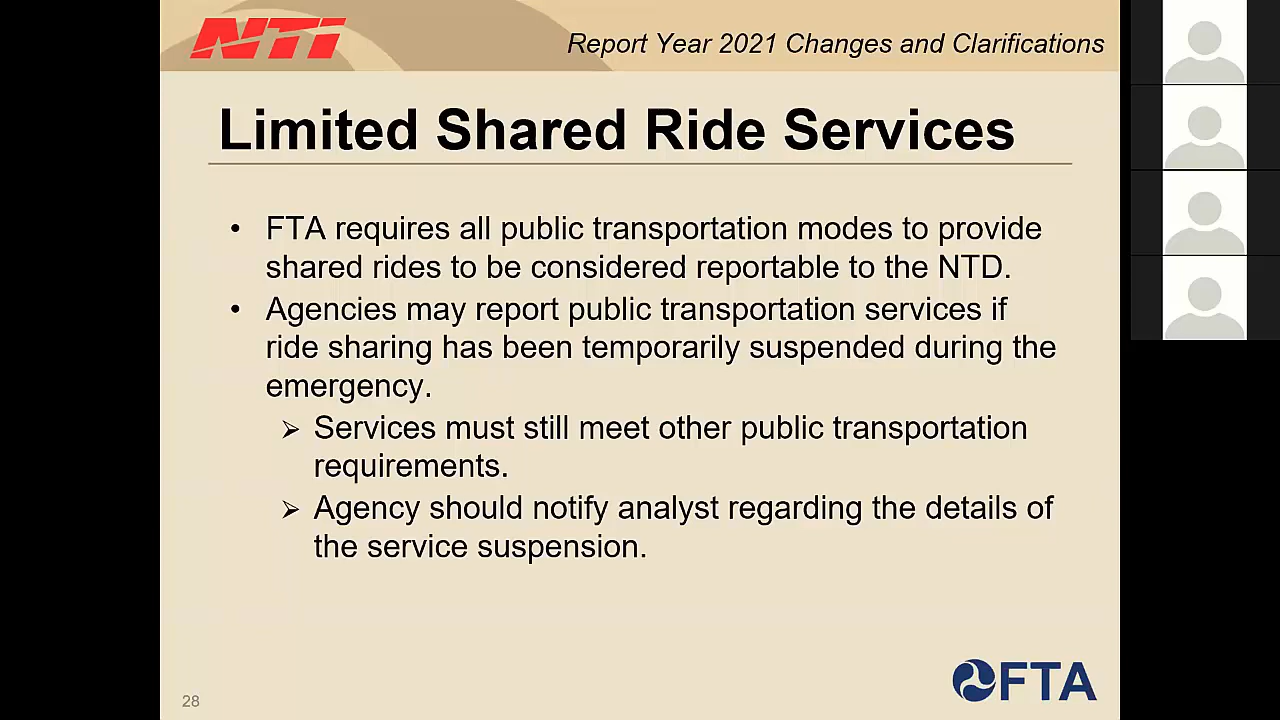 NTI
Report Year 2021 Changes and Clarifications
Limited Shared Ride Services
• FTA requires all public transportation modes to provide
shared rides to be considered reportable to the NTD.
• Agencies may report public transportation services if
ride sharing has been temporarily suspended during the
emergency.
➢ Services must still meet other public transportation
requirements.
➢ Agency should notify analyst regarding the details of
the service suspension.
28
FTA